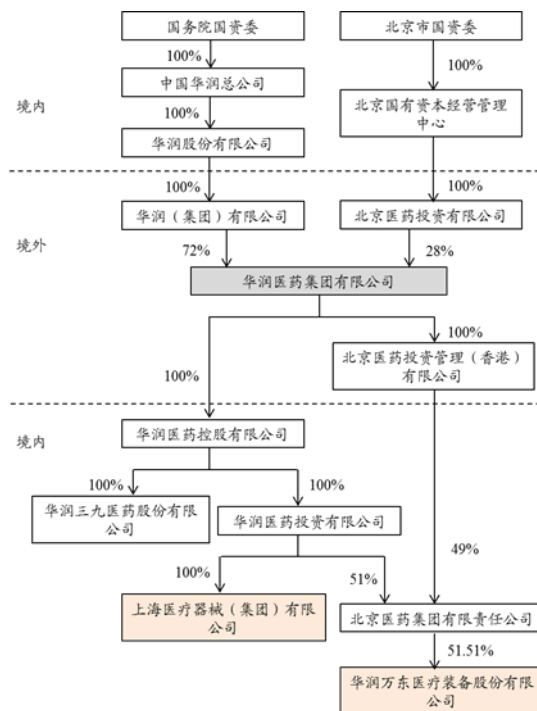 国务院国资委
北京市国资委
100%
100%
中国华润总公司
境内
北京国有资本经营管理
中心
100%
华润股份有限公司
100%
100%
华润（集团）有限公司
北京医药投资有限公司
境外
72%
28%
华润医药集团有限公司
100%
北京医药投资管理（香港）
有限公司
100%
境内
华润医药控股有限公司
100%
100%
华润三九医药股份有限
公司
华润医药投资有限公司
49%
100%
51%
上海医疗器械（集团）有限
公司
北京医药集团有限责任公司
51.51%
华润万东医疗装备股份有限
公司